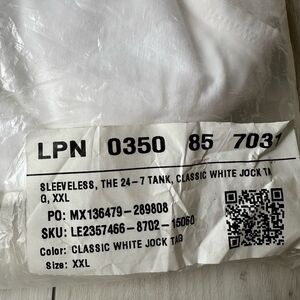 LPN 0350 85 7031
SLEEVELESS, THE 24-7 TANK, CLASSIC WHITE JOCK TA
G, XXL
PO: MX136479-289808
SKU: LE2357466-8702-15050
Color: CLASSIC WHITE JOCK TAG
Size: XXL